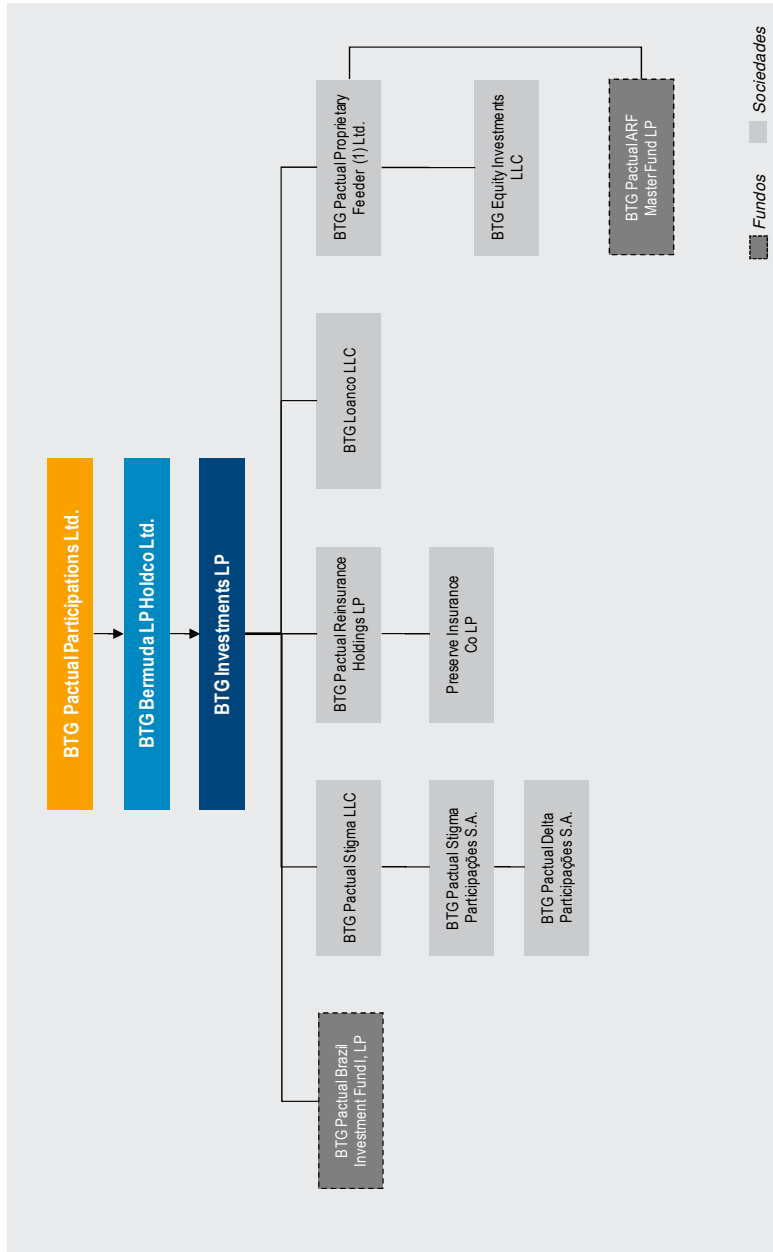 BTG Pactual Participations Ltd.
BTG Bermuda LP Holdco Ltd.
BTG Investments LP
BTG Pactual Brazil
Investment Fund I, LP
BTG Pactual Stigma LLC
BTG Pactual Stigma
Participações S.A.
BTG Pactual Delta
Participações S.A.
BTG Pactual Reinsurance
Holdings LP
Preserve Insurance
Co LP
BTG Loanco LLC
BTG Pactual Proprietary
Feeder (1) Ltd.
BTG Equity Investments
LLC
BTG Pactual ARF
Master Fund LP
Fundos
Sociedades